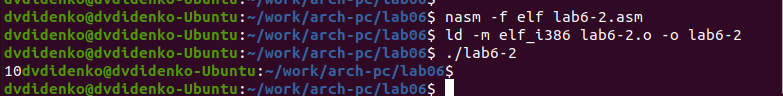 dvdidenko@dvdidenko-Ubuntu:~/work/arch-pc/lab06$ nasm -f elf lab6-2.asm
dvdidenko@dvdidenko-Ubuntu:~/work/arch-pc/lab06$ ld -m elf_i386 lab6-2.o -o lab6-2
dvdidenko@dvdidenko-Ubuntu:~/work/arch-pc/lab06$ ./lab6-2
10dvdidenko@dvdidenko-Ubuntu:~/work/arch-pc/lab06$
dvdidenko@dvdidenko-Ubuntu:~/work/arch-pc/lab06$